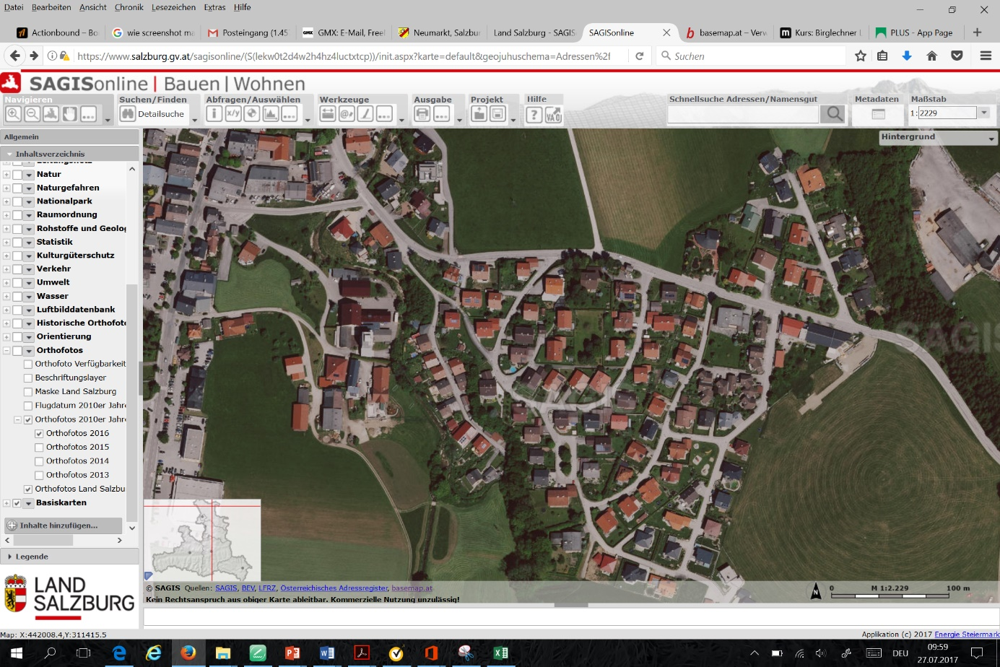 Datei Bearbeiten Ansicht Chronik Lesezeichen Extras Hilfe
Actionbound – Bo
wie screenshot ma
Posteingang (1.45
GMX: E-Mail, FreeM
Neumarkt, Salzbur
Land Salzburg - SAGIS
SAGISonline
basemap.at – Verw
Kurs: Birglechner L
PLUS - App Page
https://www.salzburg.gv.at/sagisonline/(S(lekw0t2d4w2h4hz4luctxtcp))/init.aspx?karte=default&geojuhuschema=Adressen%2f
Suchen
SAGISonline | Bauen | Wohnen
Navigieren
Suchen/Finden
Abfragen/Auswählen
Werkzeuge
Ausgabe
Projekt
Hilfe
Schnellsuche Adressen/Namensgut
Metadaten
Maßstab
Detailsuche
1: 2229
Allgemein
Hintergrund
Inhaltsverzeichnis
Natur
Naturgefahren
Nationalpark
Raumordnung
Rohstoffe und Geolog
Statistik
Kulturgüterschutz
Verkehr
Umwelt
Wasser
Luftbilddatenbank
Historische Orthofoto
Orientierung
Orthofotos
Orthofoto Verfügbarkeit
Beschriftungslayer
Maske Land Salzburg
Flugdatum 2010er Jahre
Orthofotos 2010er Jahre
Orthofotos 2016
Orthofotos 2015
Orthofotos 2014
Orthofotos 2013
Orthofotos Land Salzbu
Basiskarten
Inhalte hinzufügen...
Legende
LAND
SALZBURG
SAGIS
© SAGIS Quellen: SAGIS, BEV, LFRZ, Österreichisches Adressregister, basemap.at
Kein Rechtsanspruch aus obiger Karte ableitbar. Kommerzielle Nutzung unzulässig!
N
0 M 1:2.229 100 m
Map: X:442008.4,Y:311415.5
Applikation (c) 2017 Energie Steiermark
DEU
09:59
27.07.2017